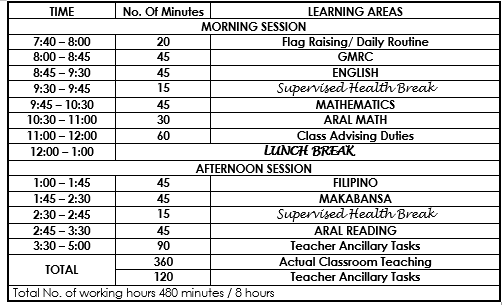 TIME No. Of Minutes LEARNING AREAS
MORNING SESSION
7:40 – 8:00 20 Flag Raising/ Daily Routine
8:00 – 8:45 45 GMRC
8:45 – 9:30 45 ENGLISH
9:30 – 9:45 15 Supervised Health Break
9:45 – 10:30 45 MATHEMATICS
10:30 – 11:00 30 ARAL MATH
11:00 – 12:00 60 Class Advising Duties
12:00 – 1:00 LUNCH BREAK
AFTERNOON SESSION
1:00 – 1:45 45 FILIPINO
1:45 – 2:30 45 MAKABANSA
2:30 – 2:45 15 Supervised Health Break
2:45 – 3:30 45 ARAL READING
3:30 – 5:00 90 Teacher Ancillary Tasks
TOTAL 360 Actual Classroom Teaching
120 Teacher Ancillary Tasks
Total No. of working hours 480 minutes / 8 hours